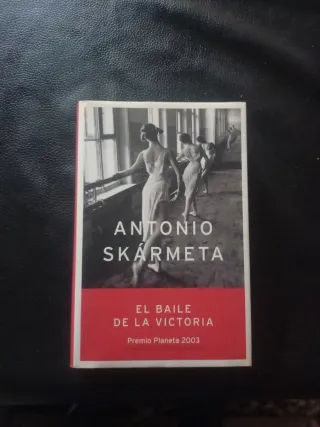 ANTONIO
SKÁRMETA
EL BAILE
DE LA VICTORIA
Premio Planeta 2003